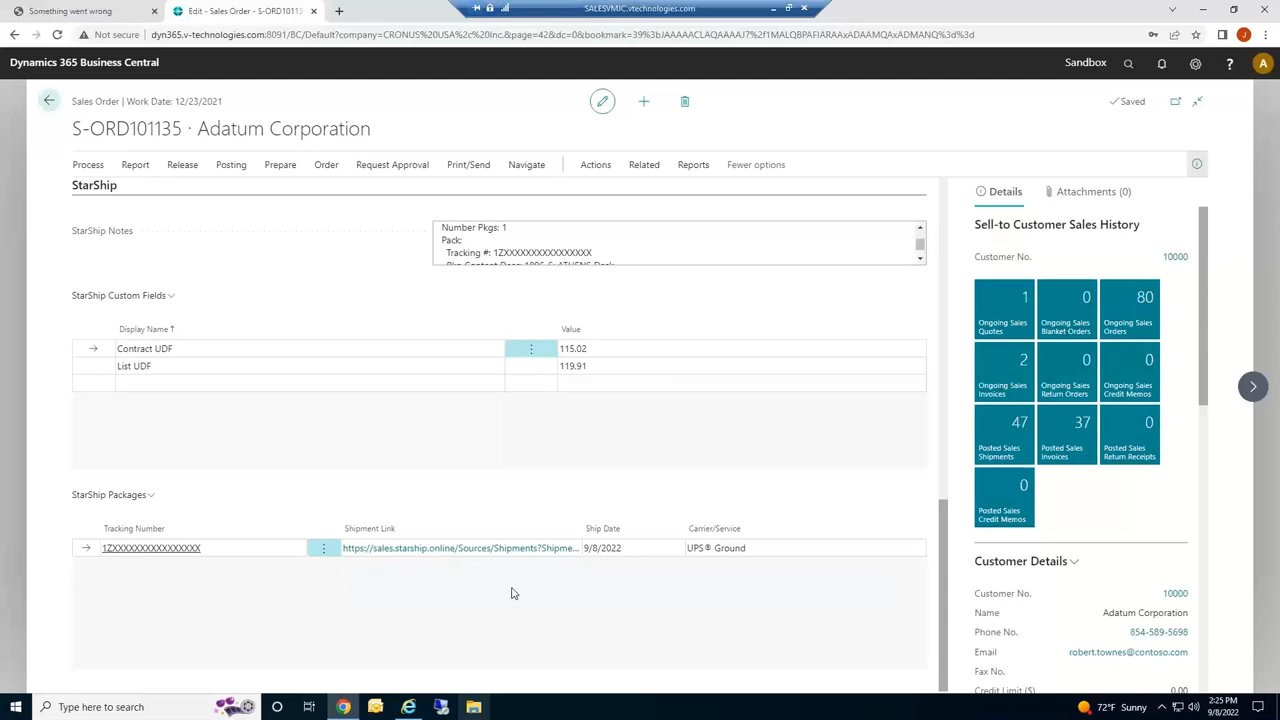 Something went wrong
Edit - Sales Order - S-ORD1013
SALESVMJC.vtechnologies.com
Not secure
dyn365.v-technologies.com:8091/BC/Default?company=CRONUS%20USA%2c%20Inc.&page=42&dc=0&bookmark=39%3bJAAAAACLAQAAAAJ7%2f1MALQBPAFIARAAxADAAMQAxADMANQ%3d%3d
J
Dynamics 365 Business Central
Sandbox
A
Sales Order | Work Date: 12/23/2021
Saved
S-ORD101135 · Adatum Corporation
Process
Report
Release
Posting
Prepare
Order
Request Approval
Print/Send
Navigate
Actions
Related
Reports
Fewer options
StarShip
StarShip Notes
Number Pkgs: 1
Pack:
Tracking #: 1ZXXXXXXXXXXXXXXXX
StarShip Custom Fields
Display Name ↑
Value
Contract UDF
115.02
List UDF
119.91
StarShip Packages
Tracking Number
Shipment Link
Ship Date
Carrier/Service
1ZXXXXXXXXXXXXXXXX
https://sales.starship.online/Sources/Shipments?Shipme...
9/8/2022
UPS® Ground
Details
Attachments (0)
Sell-to Customer Sales History
Customer No.
10000
1
Ongoing Sales Quotes
0
Ongoing Sales Blanket Orders
80
Ongoing Sales Orders
2
Ongoing Sales Invoices
0
Ongoing Sales Return Orders
0
Ongoing Sales Credit Memos
47
Posted Sales Shipments
37
Posted Sales Invoices
0
Posted Sales Return Receipts
0
Posted Sales Credit Memos
Customer Details
Customer No.
10000
Name
Adatum Corporation
Phone No.
854-589-5698
Email
robert.townes@contoso.com
Fax No.
Credit Limit ($)
0.00
Type here to search
72°F Sunny
2:25 PM
9/8/2022